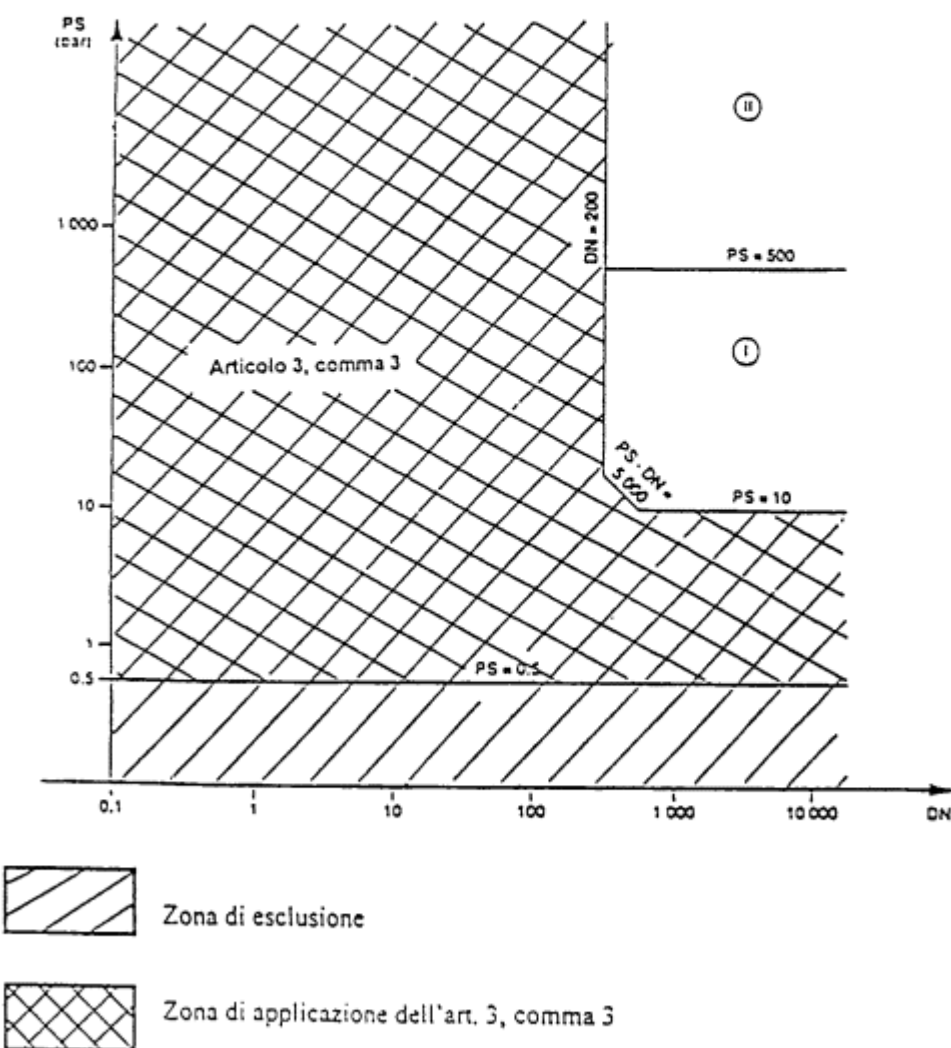 PS
(bar)
II
1 000
DN = 200
PS = 500
I
100
Articolo 3, comma 3
PS · DN =
5 000
PS = 10
10
1
PS = 0.5
0.5
0.1
1
10
100
1 000
10 000
DN
Zona di esclusione
Zona di applicazione dell'art. 3, comma 3